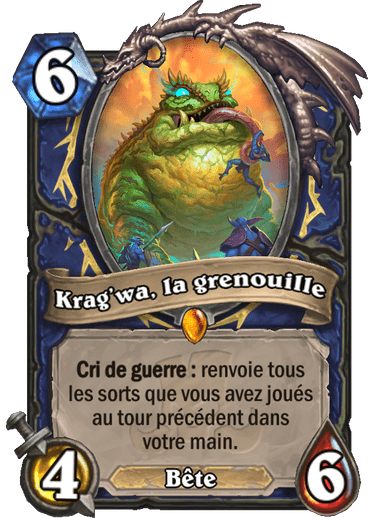 6
Krag'wa, la grenouille
Cri de guerre : renvoie tous
les sorts que vous avez joués
au tour précédent dans
votre main.
4
Bête
6